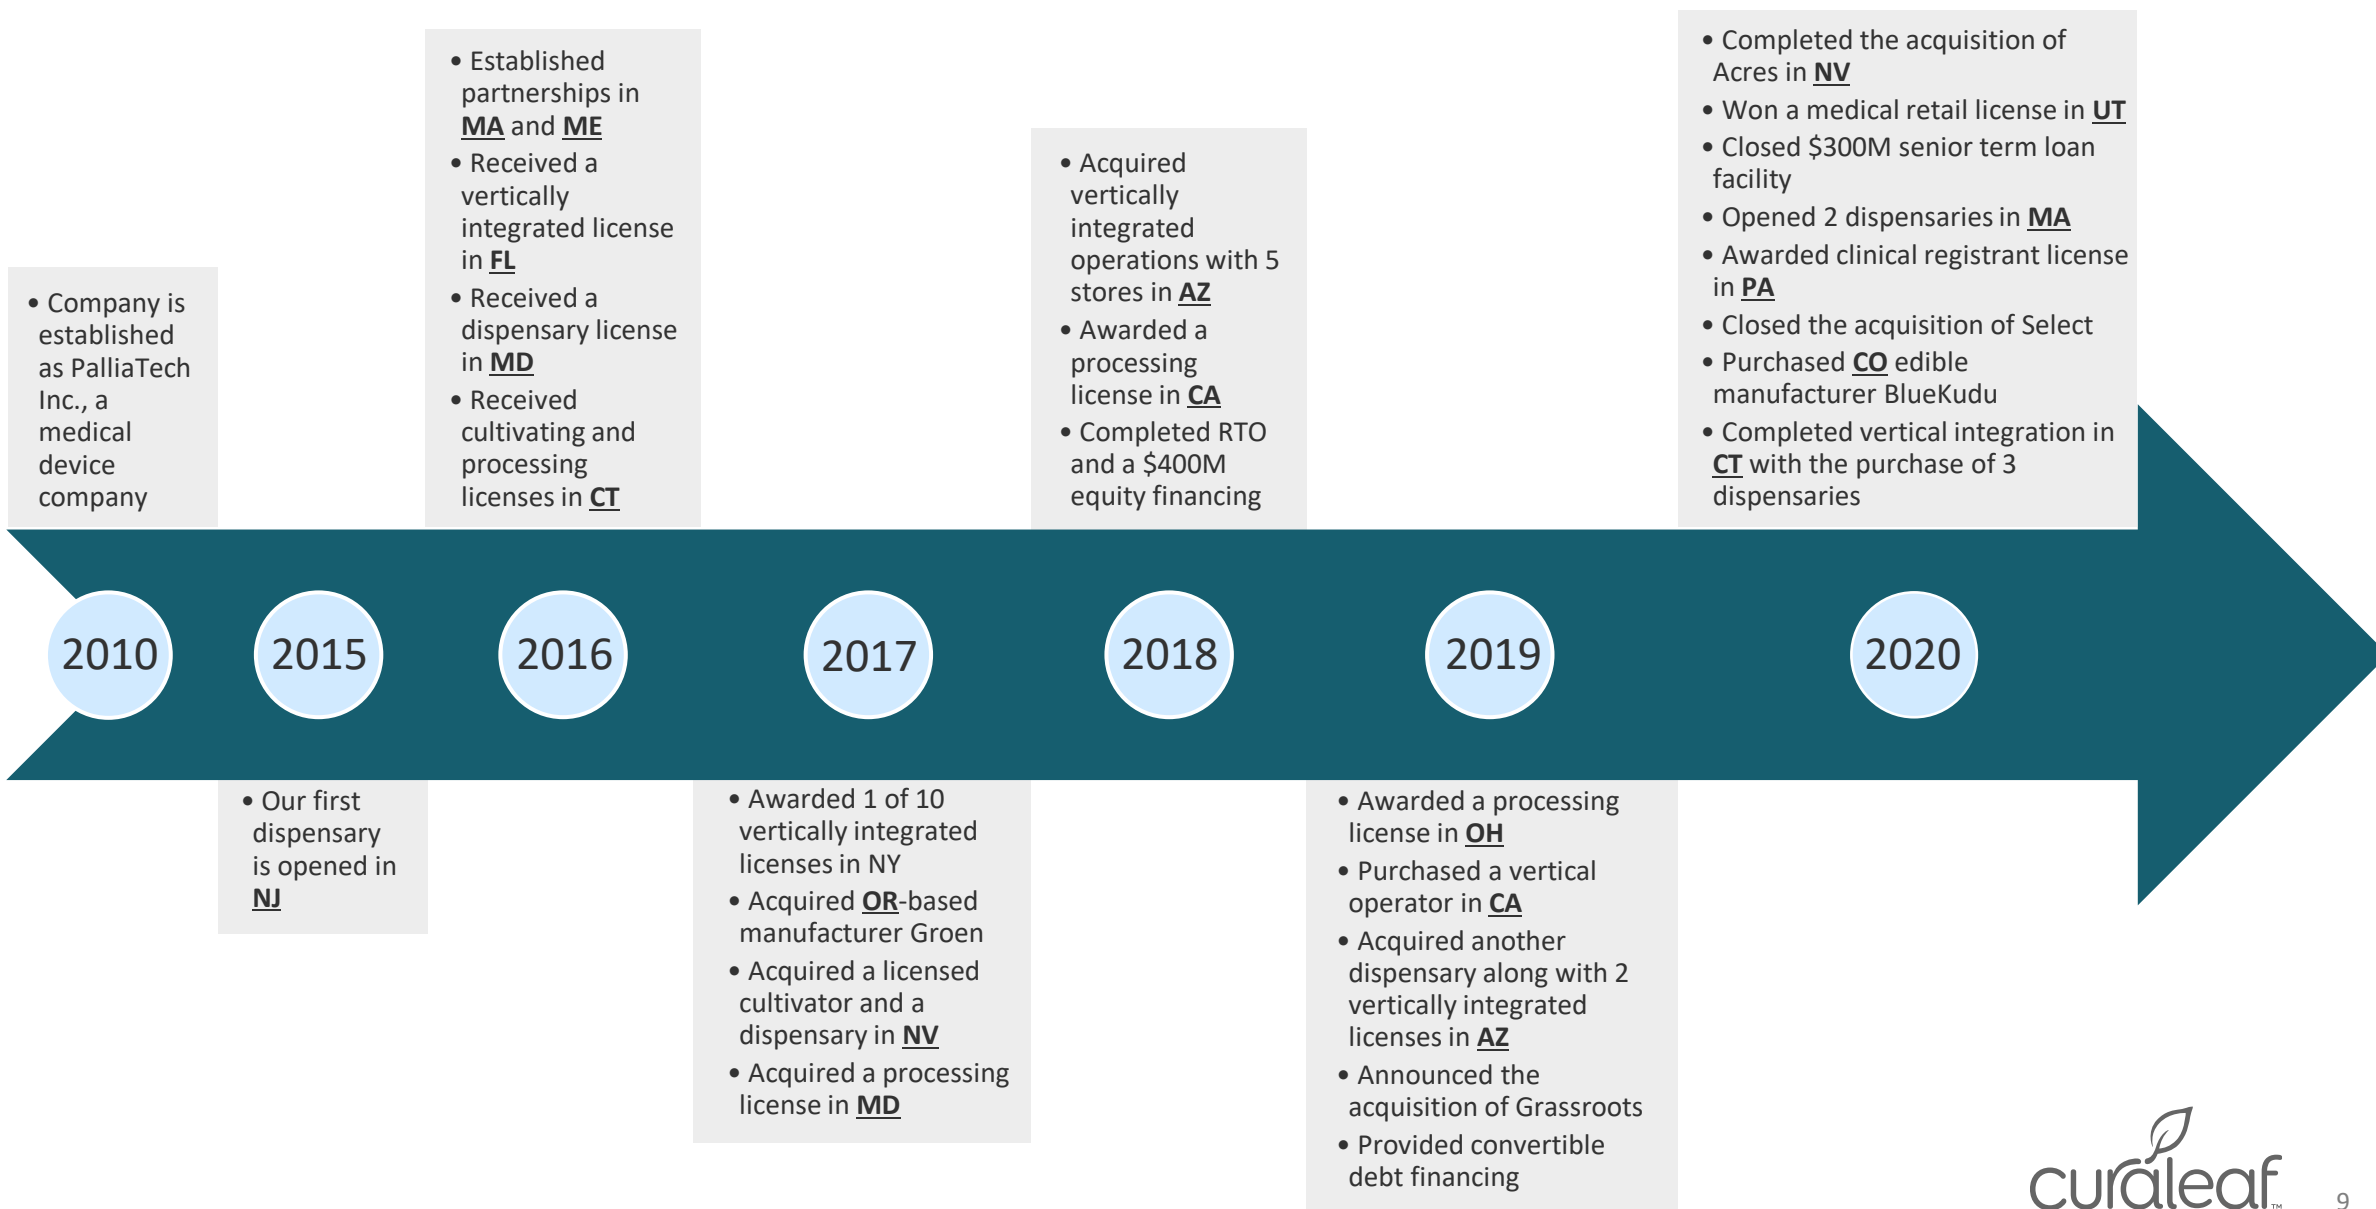 • Company is
established
as PalliaTech
Inc., a
medical
device
company
• Established
partnerships in
MA and ME
• Received a
vertically
integrated license
in FL
• Received a
dispensary license
in MD
• Received
cultivating and
processing
licenses in CT
• Acquired
vertically
integrated
operations with 5
stores in AZ
• Awarded a
processing
license in CA
• Completed RTO
and a $400M
equity financing
• Completed the acquisition of
Acres in NV
• Won a medical retail license in UT
• Closed $300M senior term loan
facility
• Opened 2 dispensaries in MA
• Awarded clinical registrant license
in PA
• Closed the acquisition of Select
• Purchased CO edible
manufacturer BlueKudu
• Completed vertical integration in
CT with the purchase of 3
dispensaries
2010
2015
2016
2017
2018
2019
2020
• Our first
dispensary
is opened in
NJ
• Awarded 1 of 10
vertically integrated
licenses in NY
• Acquired OR-based
manufacturer Groen
• Acquired a licensed
cultivator and a
dispensary in NV
• Acquired a processing
license in MD
• Awarded a processing
license in OH
• Purchased a vertical
operator in CA
• Acquired another
dispensary along with 2
vertically integrated
licenses in AZ
• Announced the
acquisition of Grassroots
• Provided convertible
debt financing
curaleaf™
9